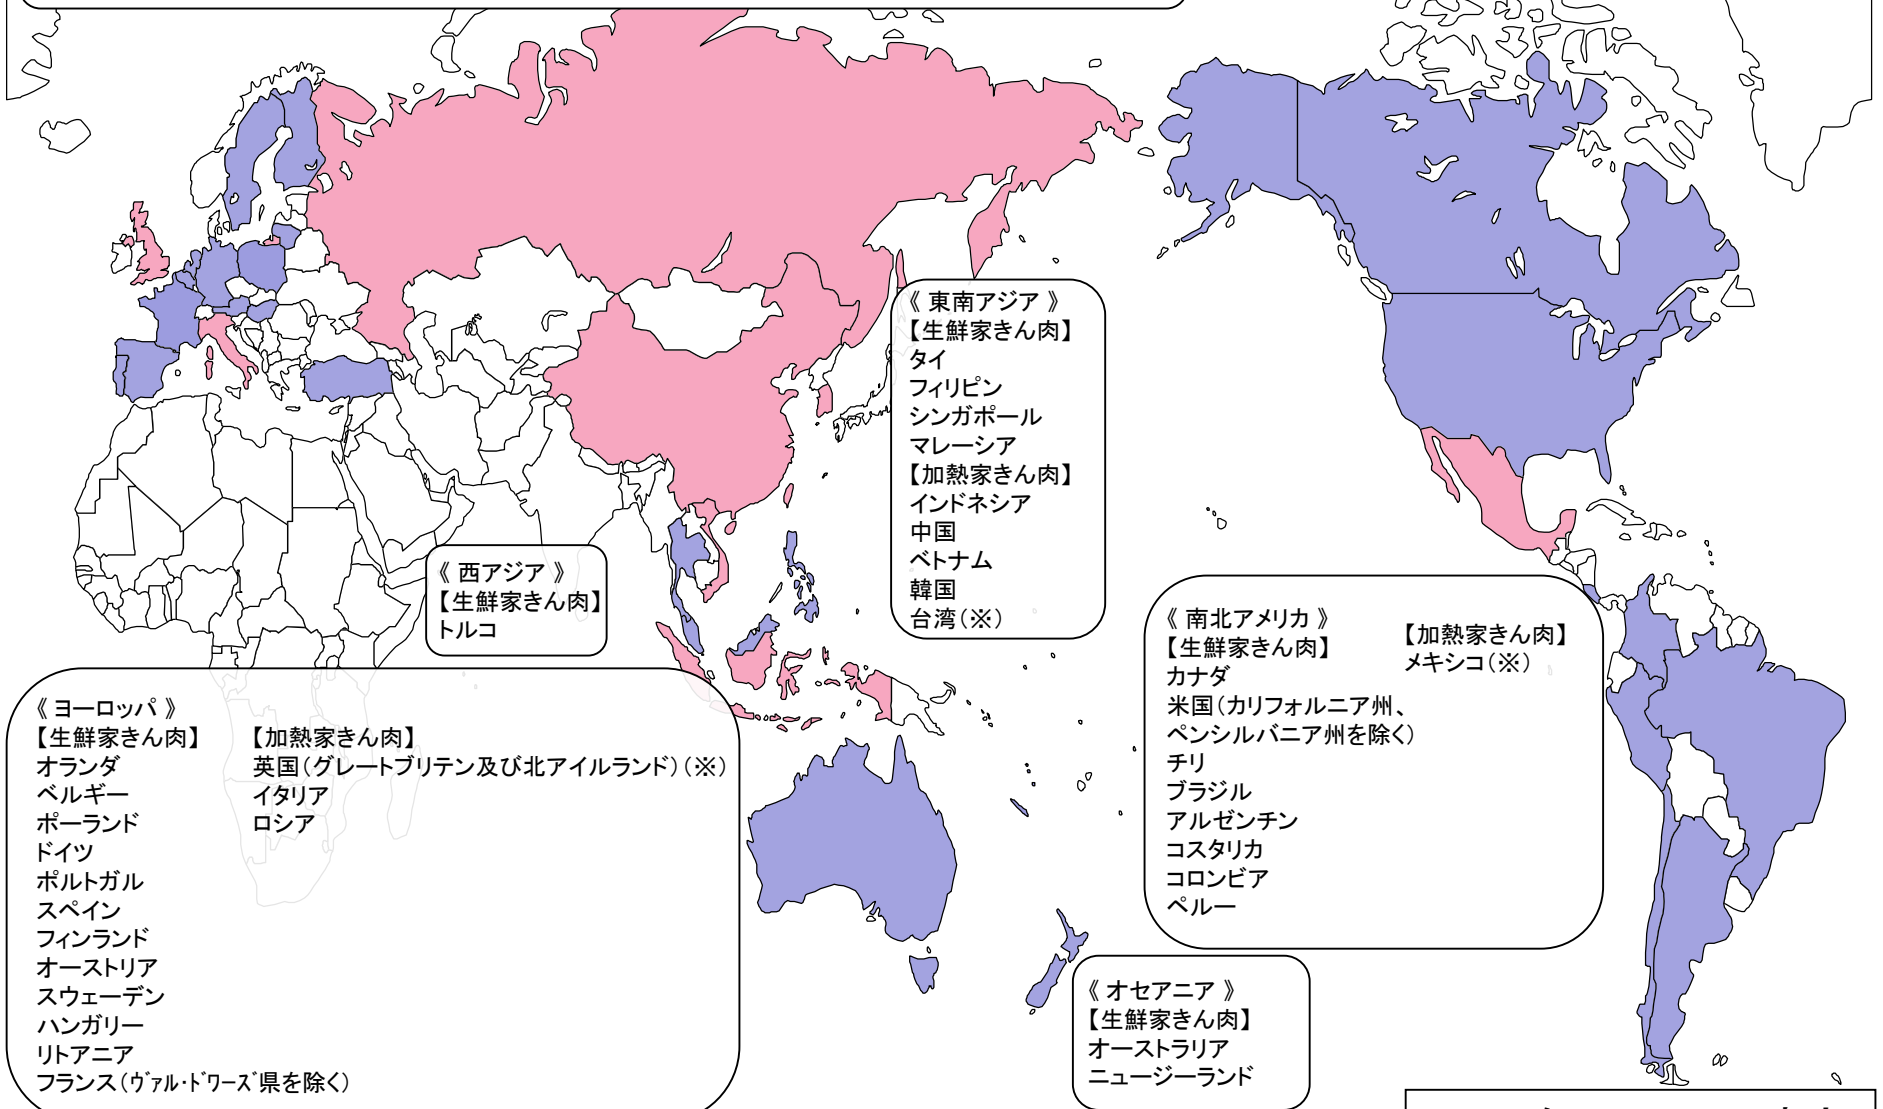 《 東南アジア 》
【生鮮家きん肉】
タイ
フィリピン
シンガポール
マレーシア
【加熱家きん肉】
インドネシア
中国
ベトナム
韓国
台湾（※）
《 西アジア 》
【生鮮家きん肉】
トルコ
《 南北アメリカ 》
【生鮮家きん肉】
カナダ
米国（カリフォルニア州、
ペンシルバニア州を除く）
チリ
ブラジル
アルゼンチン
コスタリカ
コロンビア
ペルー
【加熱家きん肉】
メキシコ（※）
《 ヨーロッパ 》
【生鮮家きん肉】
オランダ
ベルギー
ポーランド
ドイツ
ポルトガル
スペイン
フィンランド
オーストリア
スウェーデン
ハンガリー
リトアニア
フランス（ヴァル・ドワーズ県を除く）
【加熱家きん肉】
英国（グレートブリテン及び北アイルランド）（※）
イタリア
ロシア
《 オセアニア 》
【生鮮家きん肉】
オーストラリア
ニュージーランド